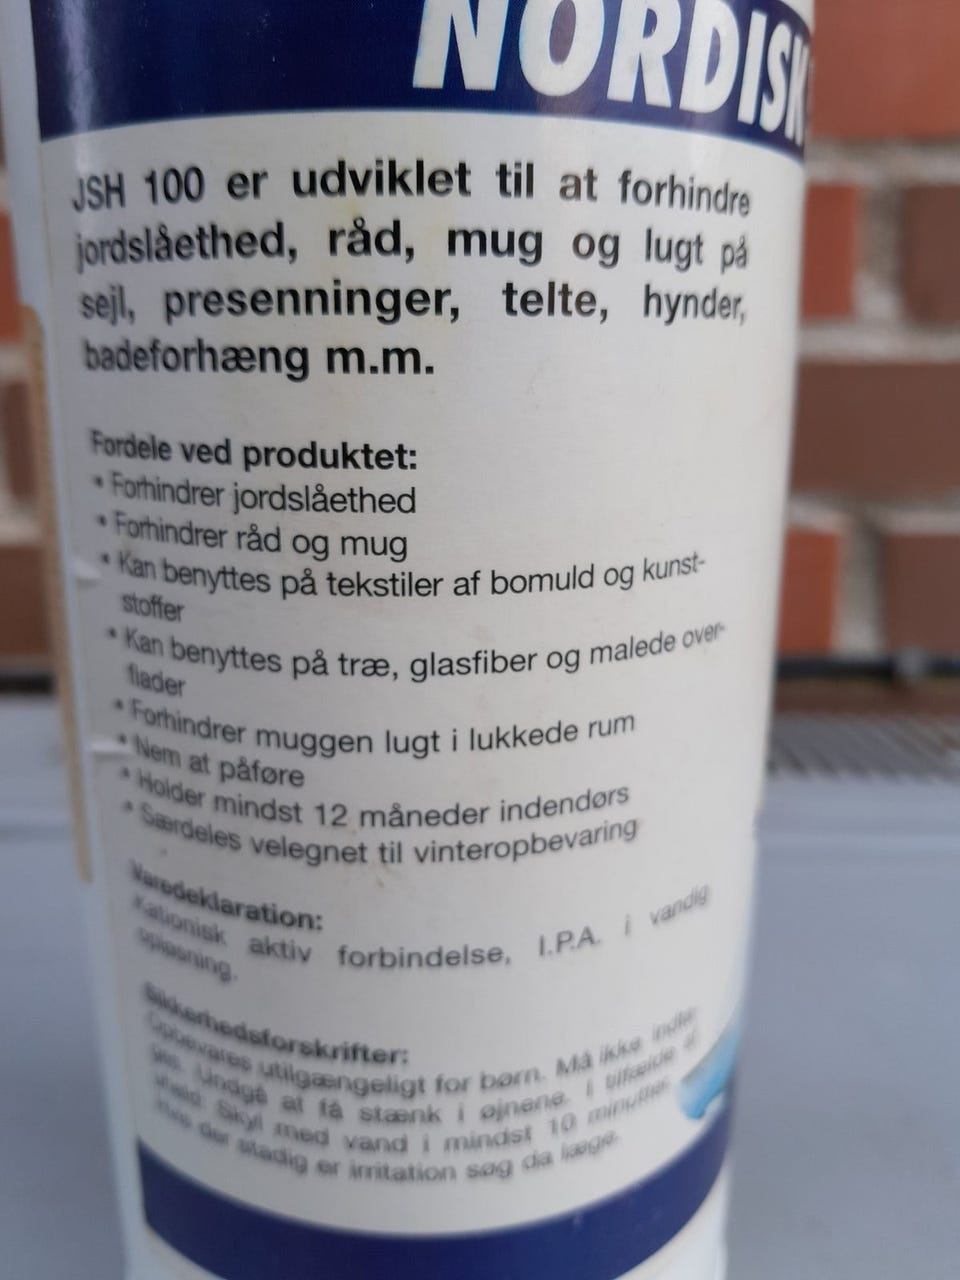 NORDISK
JSH 100 er udviklet til at forhindre
jordslåethed, råd, mug og lugt på
sejl, presenninger, telte, hynder,
badeforhæng m.m.
Fordele ved produktet:
* Forhindrer jordslåethed
* Forhindrer råd og mug
* Kan benyttes på tekstiler af bomuld og kunst-
stoffer
* Kan benyttes på træ, glasfiber og malede over-
flader
* Forhindrer muggen lugt i lukkede rum
* Nem at påføre
* Holder mindst 12 måneder indendørs
* Særdeles velegnet til vinteropbevaring
Varedeklaration:
Kationisk aktiv forbindelse, I.P.A. i vandig
opløsning.
Sikkerhedsforskrifter:
Opbevares utilgængeligt for børn. Må ikke indta-
ges. Undgå at få stænk i øjnene. I tilfælde af
uheld: Skyl med vand i mindst 10 minutter.
Hvis der stadig er irritation søg da læge.